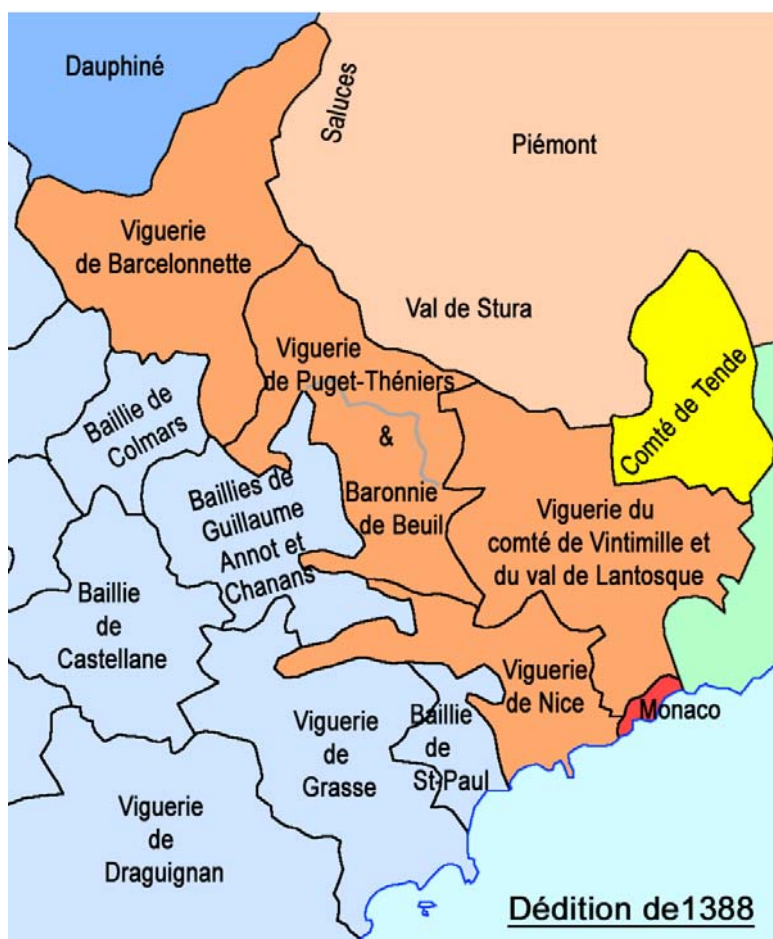 Dauphiné
Saluces
Piémont
Viguerie
de Barcelonnette
Val de Stura
Comté de Tende
Viguerie
de Puget-Théniers
&
Baronnie
de Beuil
Baillie de
Colmars
Baillies de
Guillaume
Annot et
Chanans
Viguerie du
comté de Vintimille et
du val de Lantosque
Baillie
de
Castellane
Viguerie
de Nice
Monaco
Viguerie
de
Grasse
Baillie
de
St-Paul
Viguerie
de
Draguignan
Dédition de1388